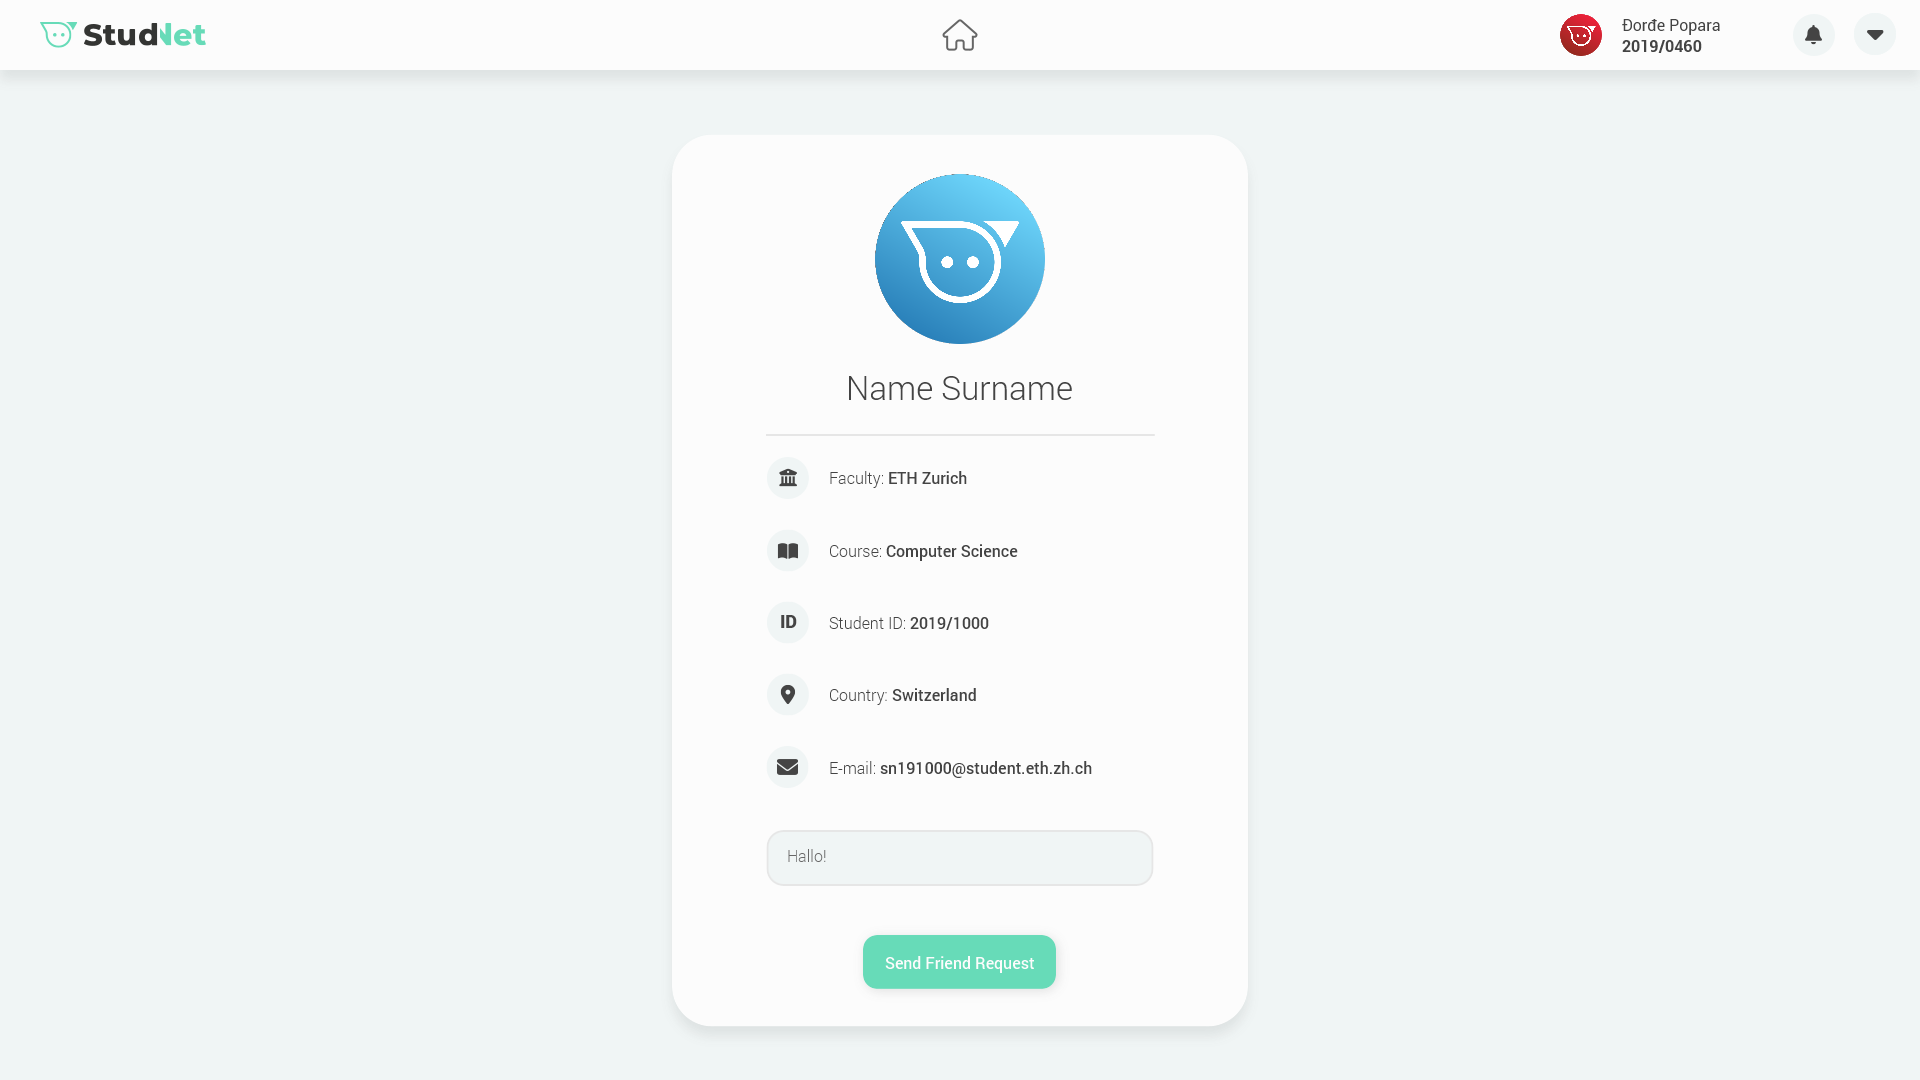 StudNet
Đorđe Popara
2019/0460
Name Surname
Faculty: ETH Zurich
Course: Computer Science
ID
Student ID: 2019/1000
Country: Switzerland
E-mail: sn191000@student.eth.zh.ch
Hallo!
Send Friend Request